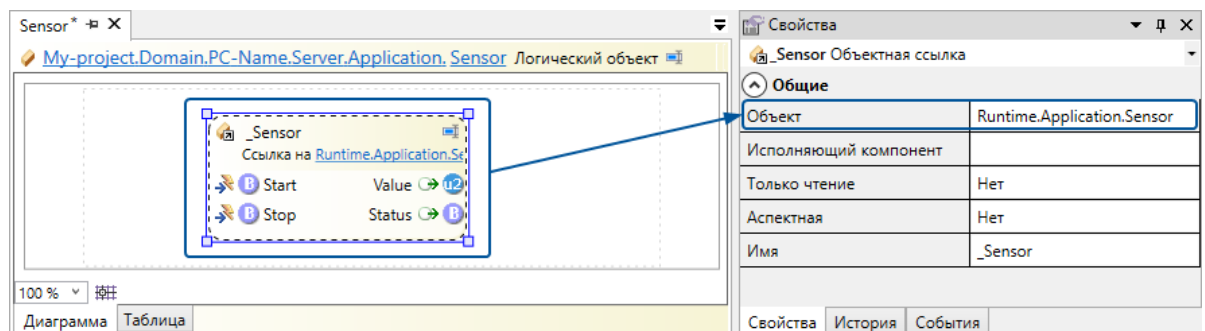 Sensor*
My-project.Domain.PC-Name.Server.Application. Sensor Логический объект
_Sensor
Ссылка на Runtime.Application.Se
B Start Value u2
B Stop Status B
100 %
Диаграмма Таблица
Свойства
_Sensor Объектная ссылка
Общие
Объект Runtime.Application.Sensor
Исполняющий компонент
Только чтение Нет
Аспектная Нет
Имя _Sensor
Свойства История События